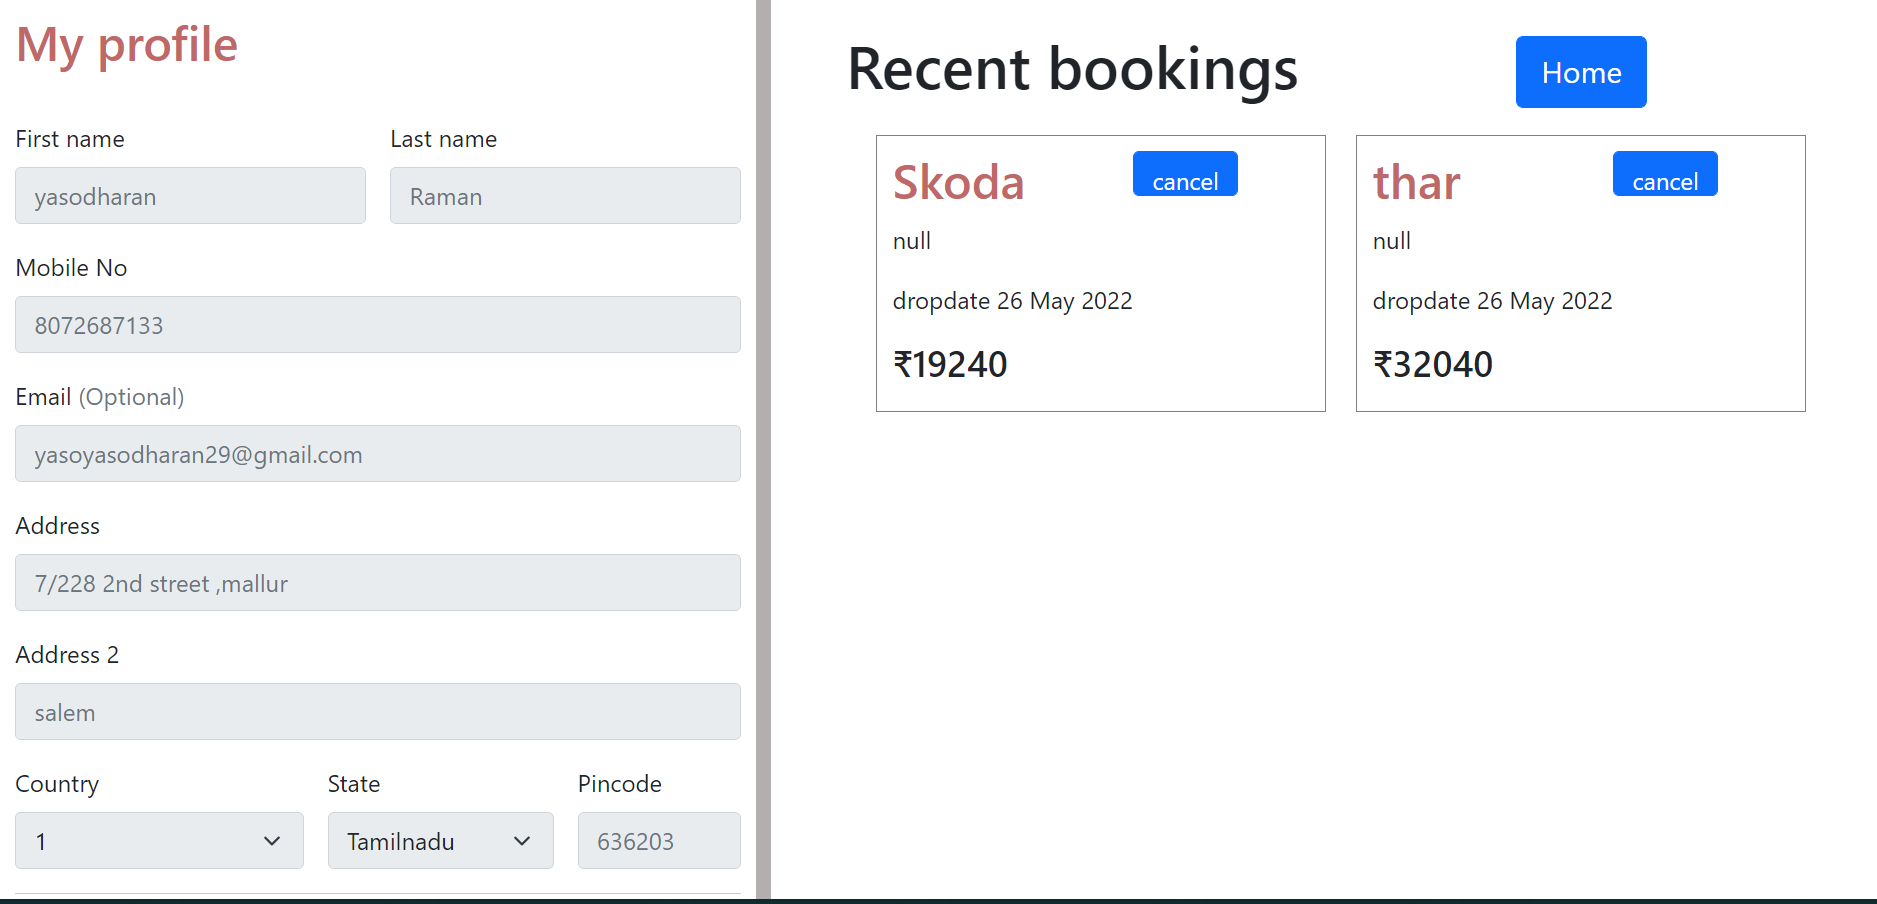 My profile
First name
Last name
yasodharan
Raman
Mobile No
8072687133
Email (Optional)
yasoyasodharan29@gmail.com
Address
7/228 2nd street ,mallur
Address 2
salem
Country
State
Pincode
1
Tamilnadu
636203
Recent bookings
Home
Skoda
cancel
null
dropdate 26 May 2022
₹19240
thar
cancel
null
dropdate 26 May 2022
₹32040